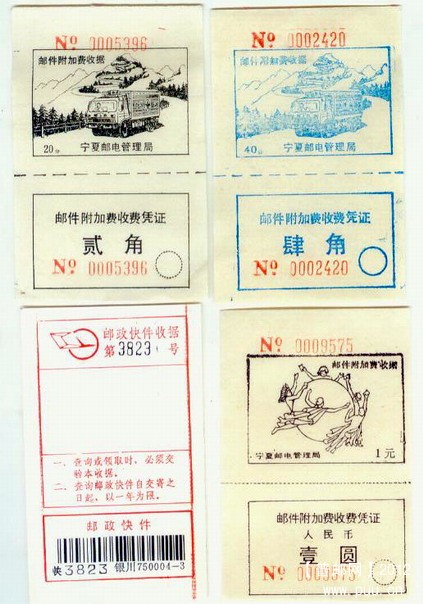 Nº 0005396
邮件附加费收据
20分
宁夏邮电管理局
邮件附加费收费凭证
贰角
Nº 0005396
Nº 0002420
邮件附加费收据
40分
宁夏邮电管理局
邮件附加费收费凭证
肆角
Nº 0002420
邮政快件收据
第3823号
一、查询或领取时，必须交
验本收据。
二、查询邮政快件自交寄之
日起，以一年为限。
邮政快件
快3823 银川750004-3
Nº 0009575
邮件附加费收据
宁夏邮电管理局
1元
邮件附加费收费凭证
人民币
壹圆
Nº 0009575